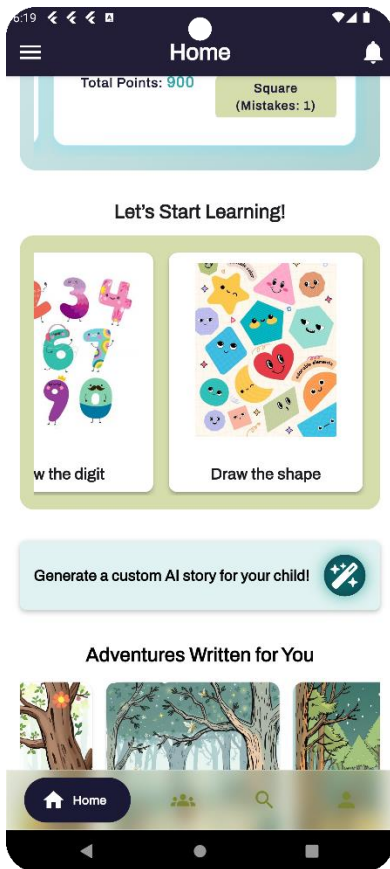 6:19
Home
Total Points: 900
Square
(Mistakes: 1)
Let's Start Learning!
w the digit
Draw the shape
Generate a custom AI story for your child!
Adventures Written for You
Home